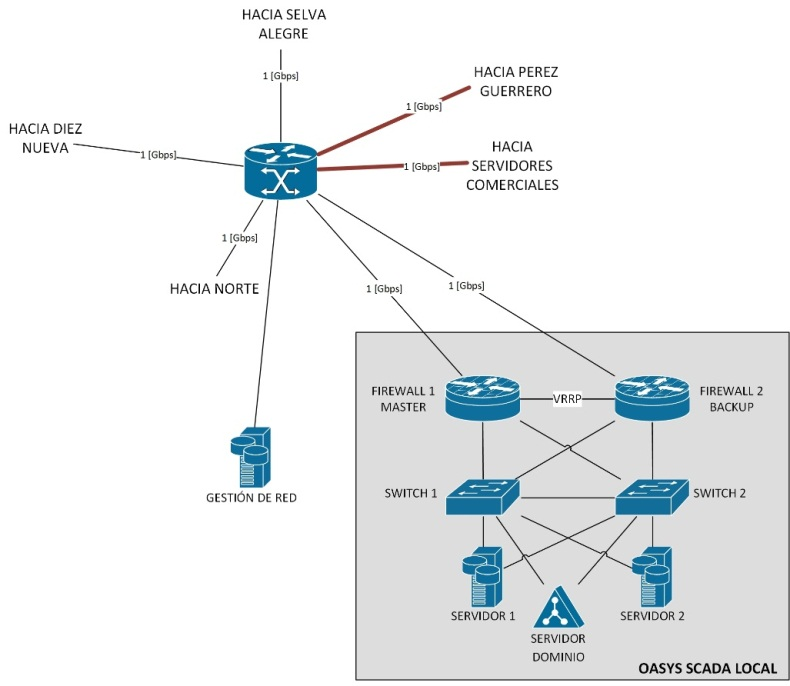 HACIA SELVA
ALEGRE
1 [Gbps]
HACIA PEREZ
GUERRERO
1 [Gbps]
HACIA DIEZ
NUEVA
1 [Gbps]
HACIA
SERVIDORES
COMERCIALES
1 [Gbps]
1 [Gbps]
HACIA NORTE
1 [Gbps]
1 [Gbps]
FIREWALL 1
MASTER
VRRP
FIREWALL 2
BACKUP
GESTIÓN DE RED
SWITCH 1
SWITCH 2
SERVIDOR 1
SERVIDOR 2
SERVIDOR
DOMINIO
OASYS SCADA LOCAL